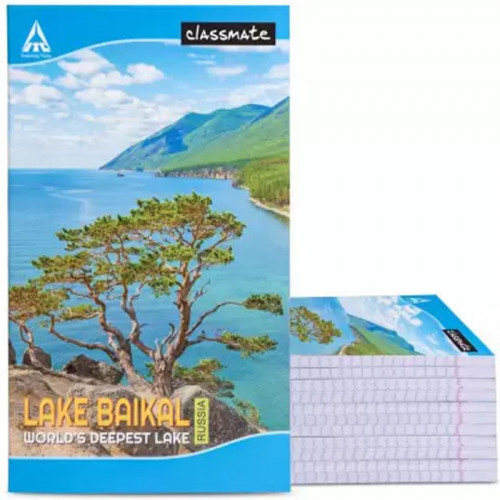 classmate
LAKE BAIKAL
WORLD'S DEEPEST LAKE
RUSSIA
classmate